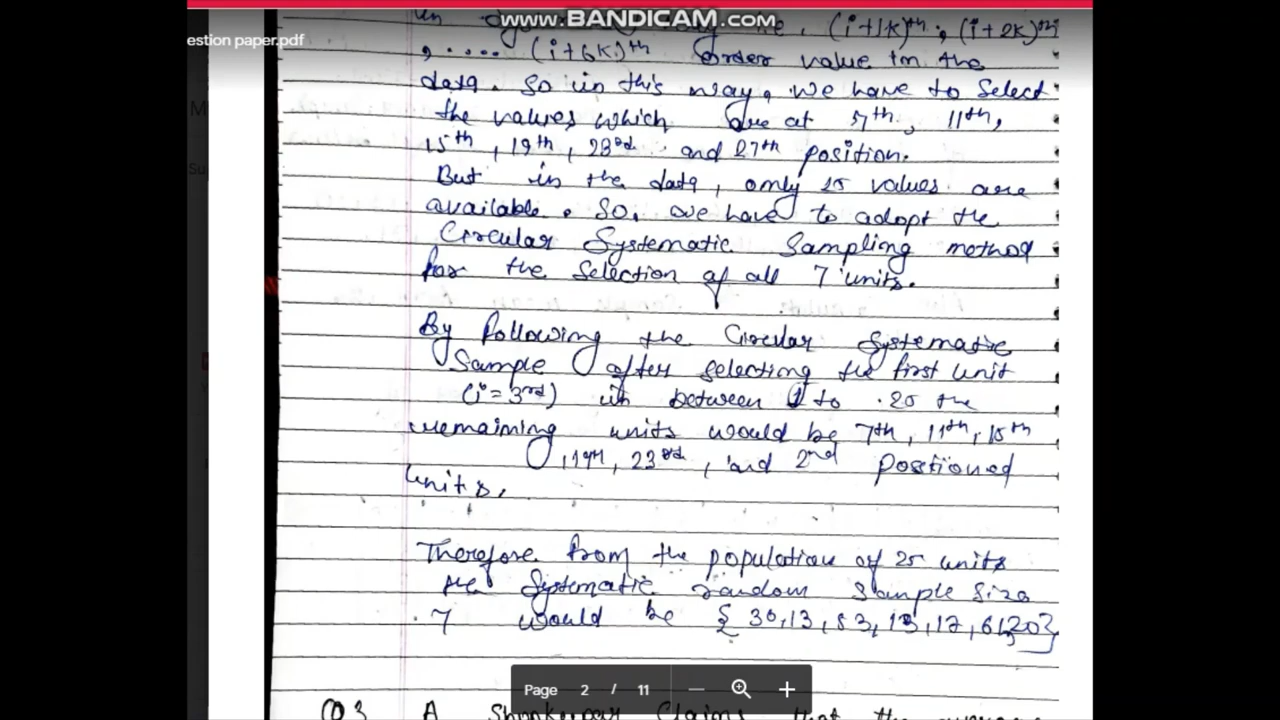 www.BANDICAM.com
estion paper.pdf
(i+1k)th, (i+2k)th
, ..... (i+6k)th order value in the
data. So in this way, we have to select
the values which are at 7th, 11th,
15th, 19th, 23rd and 27th position.
But in the data, only 25 values are
available. So, we have to adopt the
Circular Systematic Sampling method
for the selection of all 7 units.
By following the Circular Systematic
Sample after selecting the first unit
(i = 3rd) in between 1 to 25 the
remaining units would be 7th, 11th, 15th
, 19th, 23rd, and 2nd positioned
units.
Therefore from the population of 25 units
the Systematic random Sample Size
7 would be { 30, 13, 53, 13, 17, 61, 20}
Page 2 / 11
Q3 A Shopkeeper Claims that the